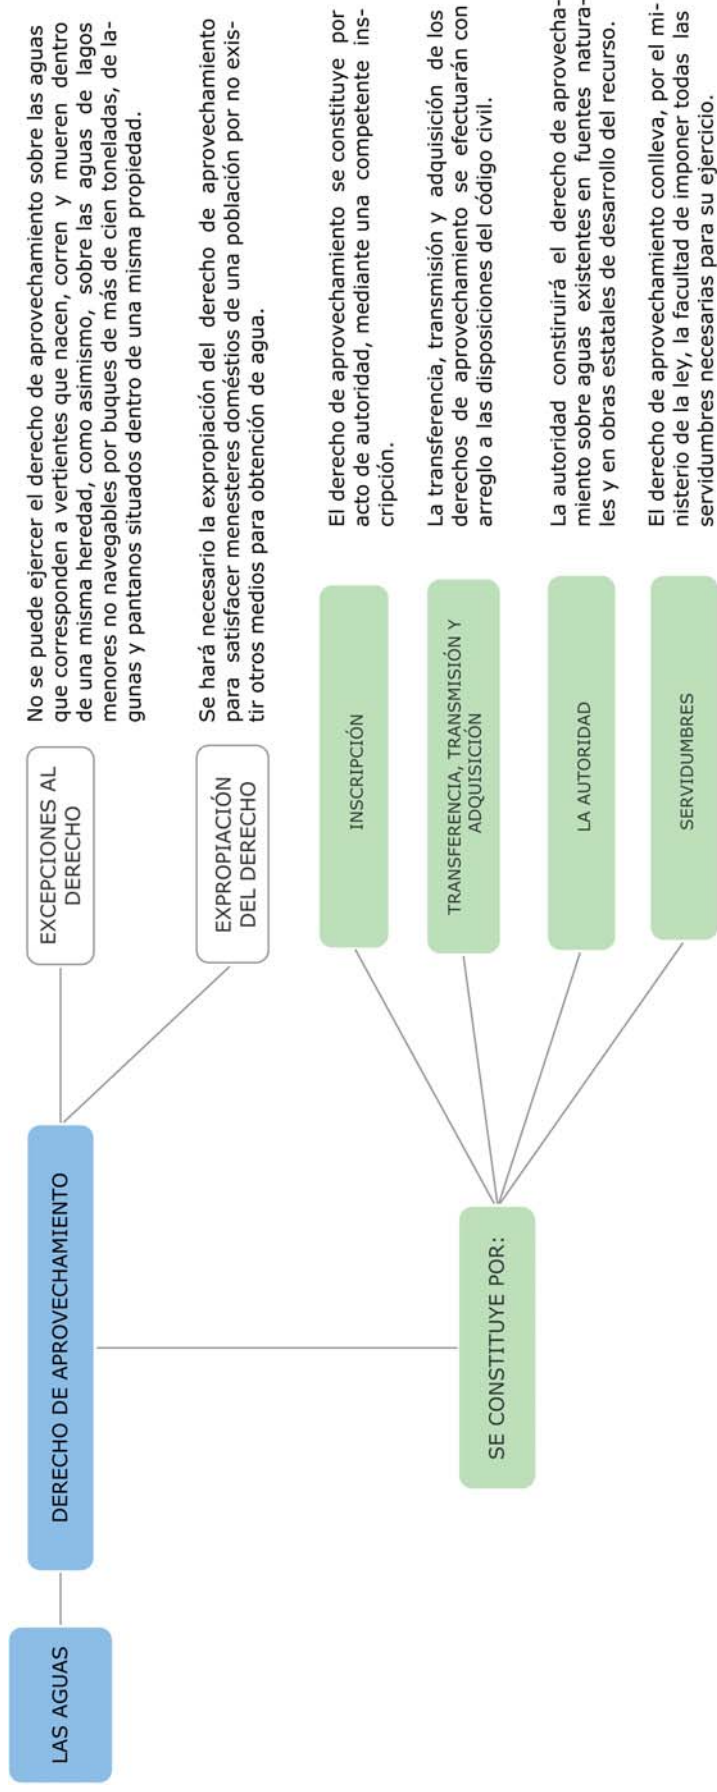 LAS AGUAS
DERECHO DE APROVECHAMIENTO
EXCEPCIONES AL
DERECHO
No se puede ejercer el derecho de aprovechamiento sobre las aguas
que corresponden a vertientes que nacen, corren y mueren dentro
de una misma heredad, como asimismo, sobre las aguas de lagos
menores no navegables por buques de más de cien toneladas, de la-
gunas y pantanos situados dentro de una misma propiedad.
EXPROPIACIÓN
DEL DERECHO
Se hará necesario la expropiación del derecho de aprovechamiento
para satisfacer menesteres doméstios de una población por no exis-
tir otros medios para obtención de agua.
SE CONSTITUYE POR:
INSCRIPCIÓN
El derecho de aprovechamiento se constituye por
acto de autoridad, mediante una competente ins-
cripción.
TRANSFERENCIA, TRANSMISIÓN Y
ADQUISICIÓN
La transferencia, transmisión y adquisición de los
derechos de aprovechamiento se efectuarán con
arreglo a las disposiciones del código civil.
LA AUTORIDAD
La autoridad construirá el derecho de aprovecha-
miento sobre aguas existentes en fuentes natura-
les y en obras estatales de desarrollo del recurso.
SERVIDUMBRES
El derecho de aprovechamiento conlleva, por el mi-
nisterio de la ley, la facultad de imponer todas las
servidumbres necesarias para su ejercicio.